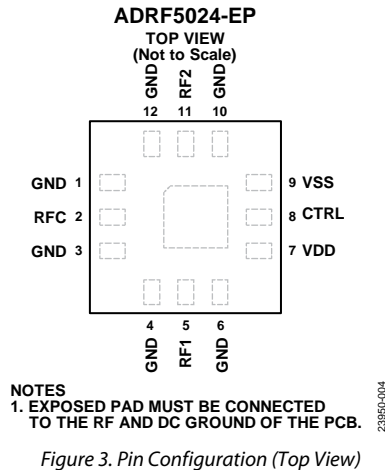 ADRF5024-EP
TOP VIEW
(Not to Scale)
GND
RF2
GND
12
11
10
GND 1
RFC 2
GND 3
9 VSS
8 CTRL
7 VDD
4
5
6
GND
RF1
GND
NOTES
1. EXPOSED PAD MUST BE CONNECTED
TO THE RF AND DC GROUND OF THE PCB.
23950-004
Figure 3. Pin Configuration (Top View)